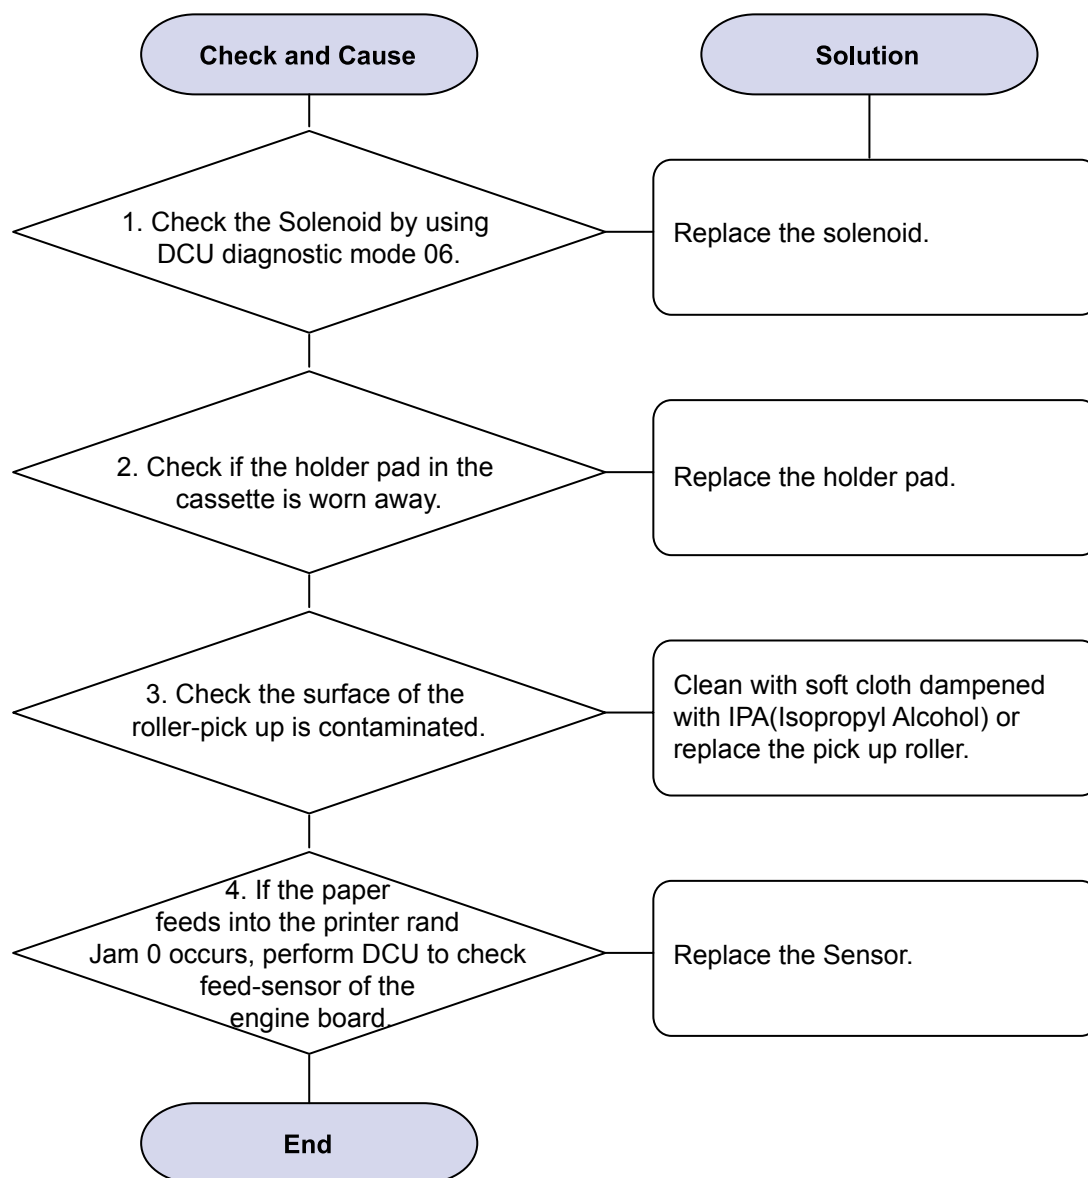 Check and Cause
Solution
1. Check the Solenoid by using
DCU diagnostic mode 06.
Replace the solenoid.
2. Check if the holder pad in the
cassette is worn away.
Replace the holder pad.
3. Check the surface of the
roller-pick up is contaminated.
Clean with soft cloth dampened
with IPA(Isopropyl Alcohol) or
replace the pick up roller.
4. If the paper
feeds into the printer rand
Jam 0 occurs, perform DCU to check
feed-sensor of the
engine board.
Replace the Sensor.
End